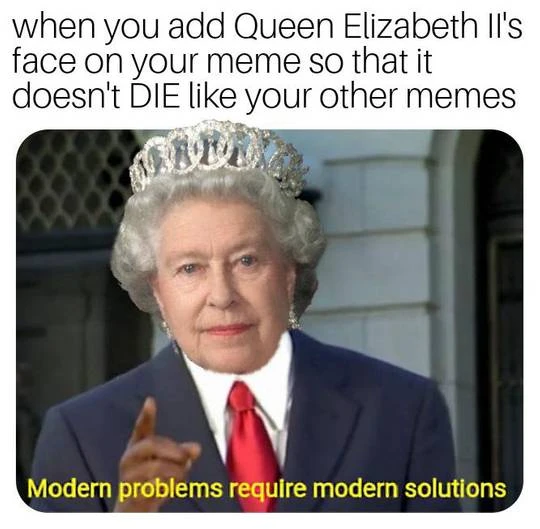 when you add Queen Elizabeth II's
face on your meme so that it
doesn't DIE like your other memes
Modern problems require modern solutions